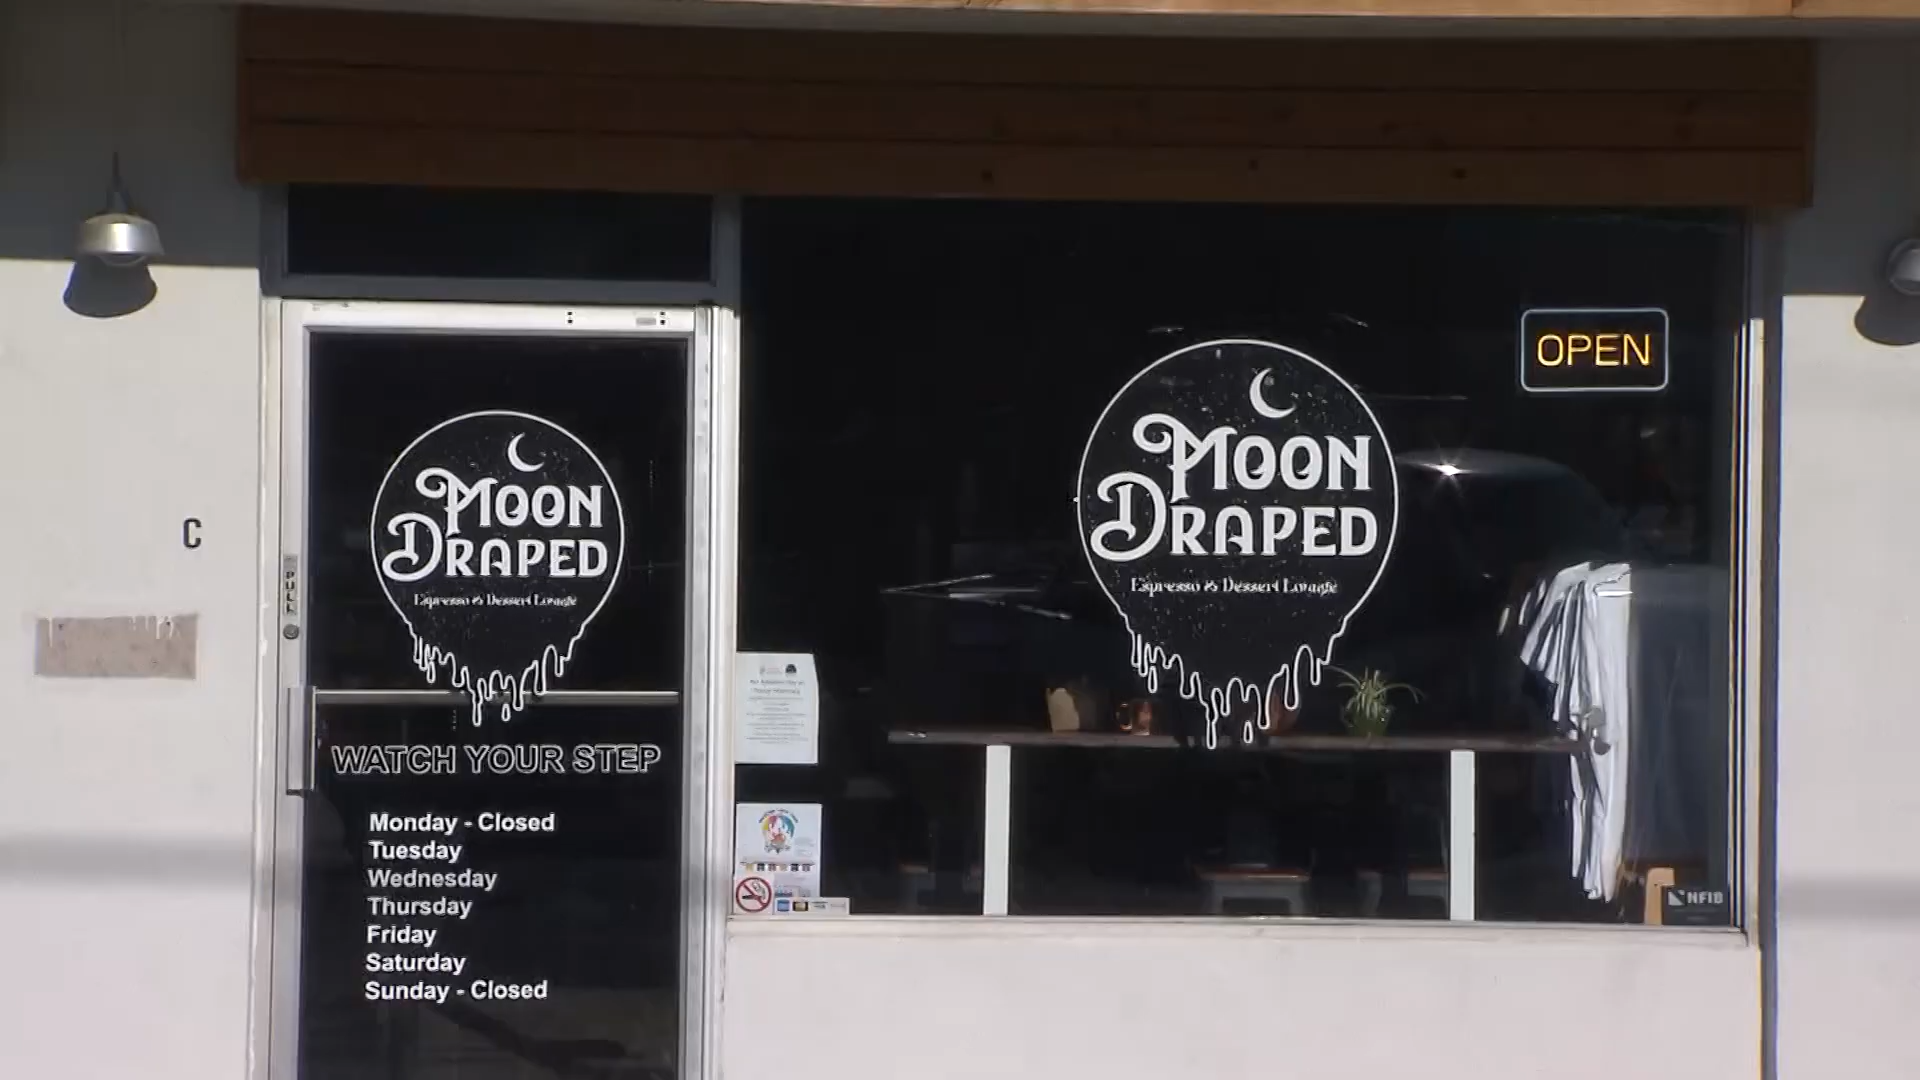 C
PULL
MOON
DRAPED
Espresso & Dessert Lounge
WATCH YOUR STEP
Monday - Closed
Tuesday
Wednesday
Thursday
Friday
Saturday
Sunday - Closed
OPEN
MOON
DRAPED
Espresso & Dessert Lounge
NFIB